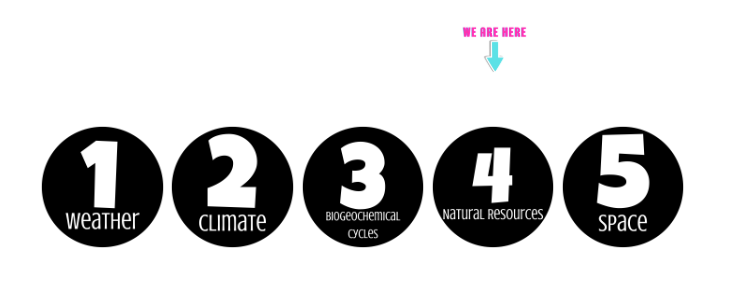 WE ARE HERE
1
Weather
2
Climate
3
Biogeochemical
Cycles
4
Natural Resources
5
Space